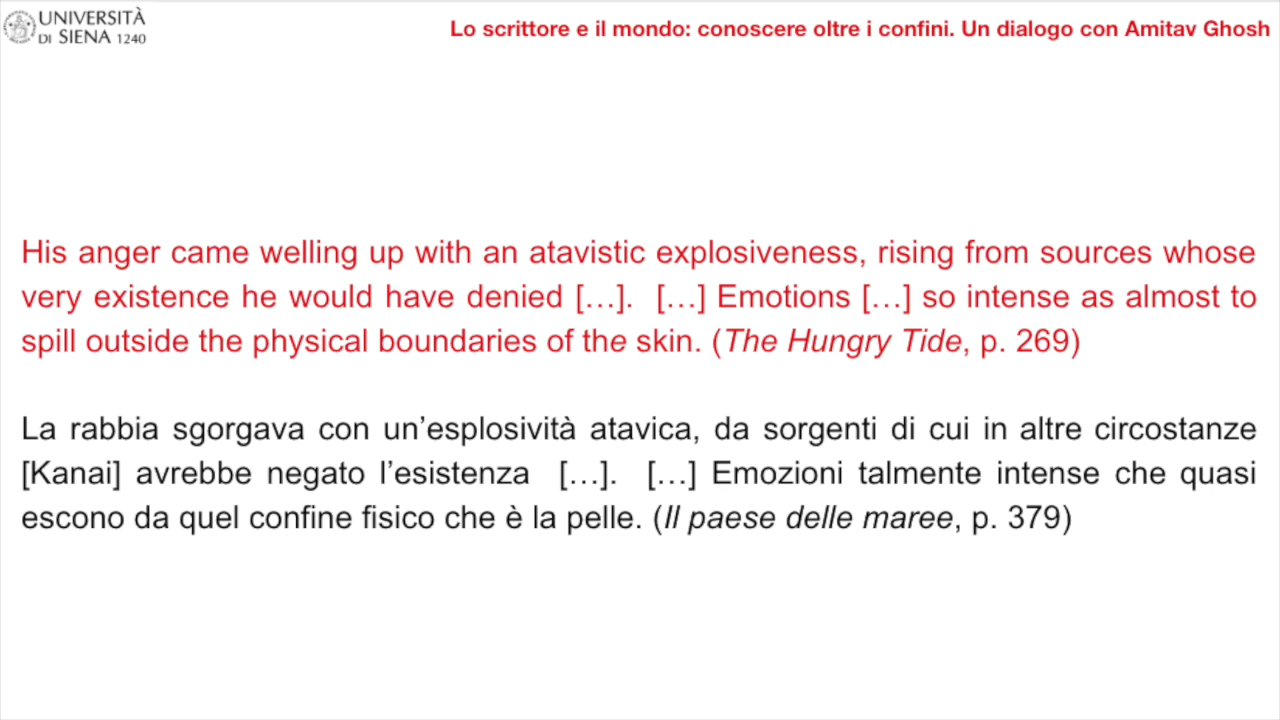 UNIVERSITÀ
DI SIENA 1240
Lo scrittore e il mondo: conoscere oltre i confini. Un dialogo con Amitav Ghosh
His anger came welling up with an atavistic explosiveness, rising from sources whose
very existence he would have denied […].  […] Emotions […] so intense as almost to
spill outside the physical boundaries of the skin. (The Hungry Tide, p. 269)
La rabbia sgorgava con un’esplosività atavica, da sorgenti di cui in altre circostanze
[Kanai] avrebbe negato l’esistenza  […].  […] Emozioni talmente intense che quasi
escono da quel confine fisico che è la pelle. (Il paese delle maree, p. 379)